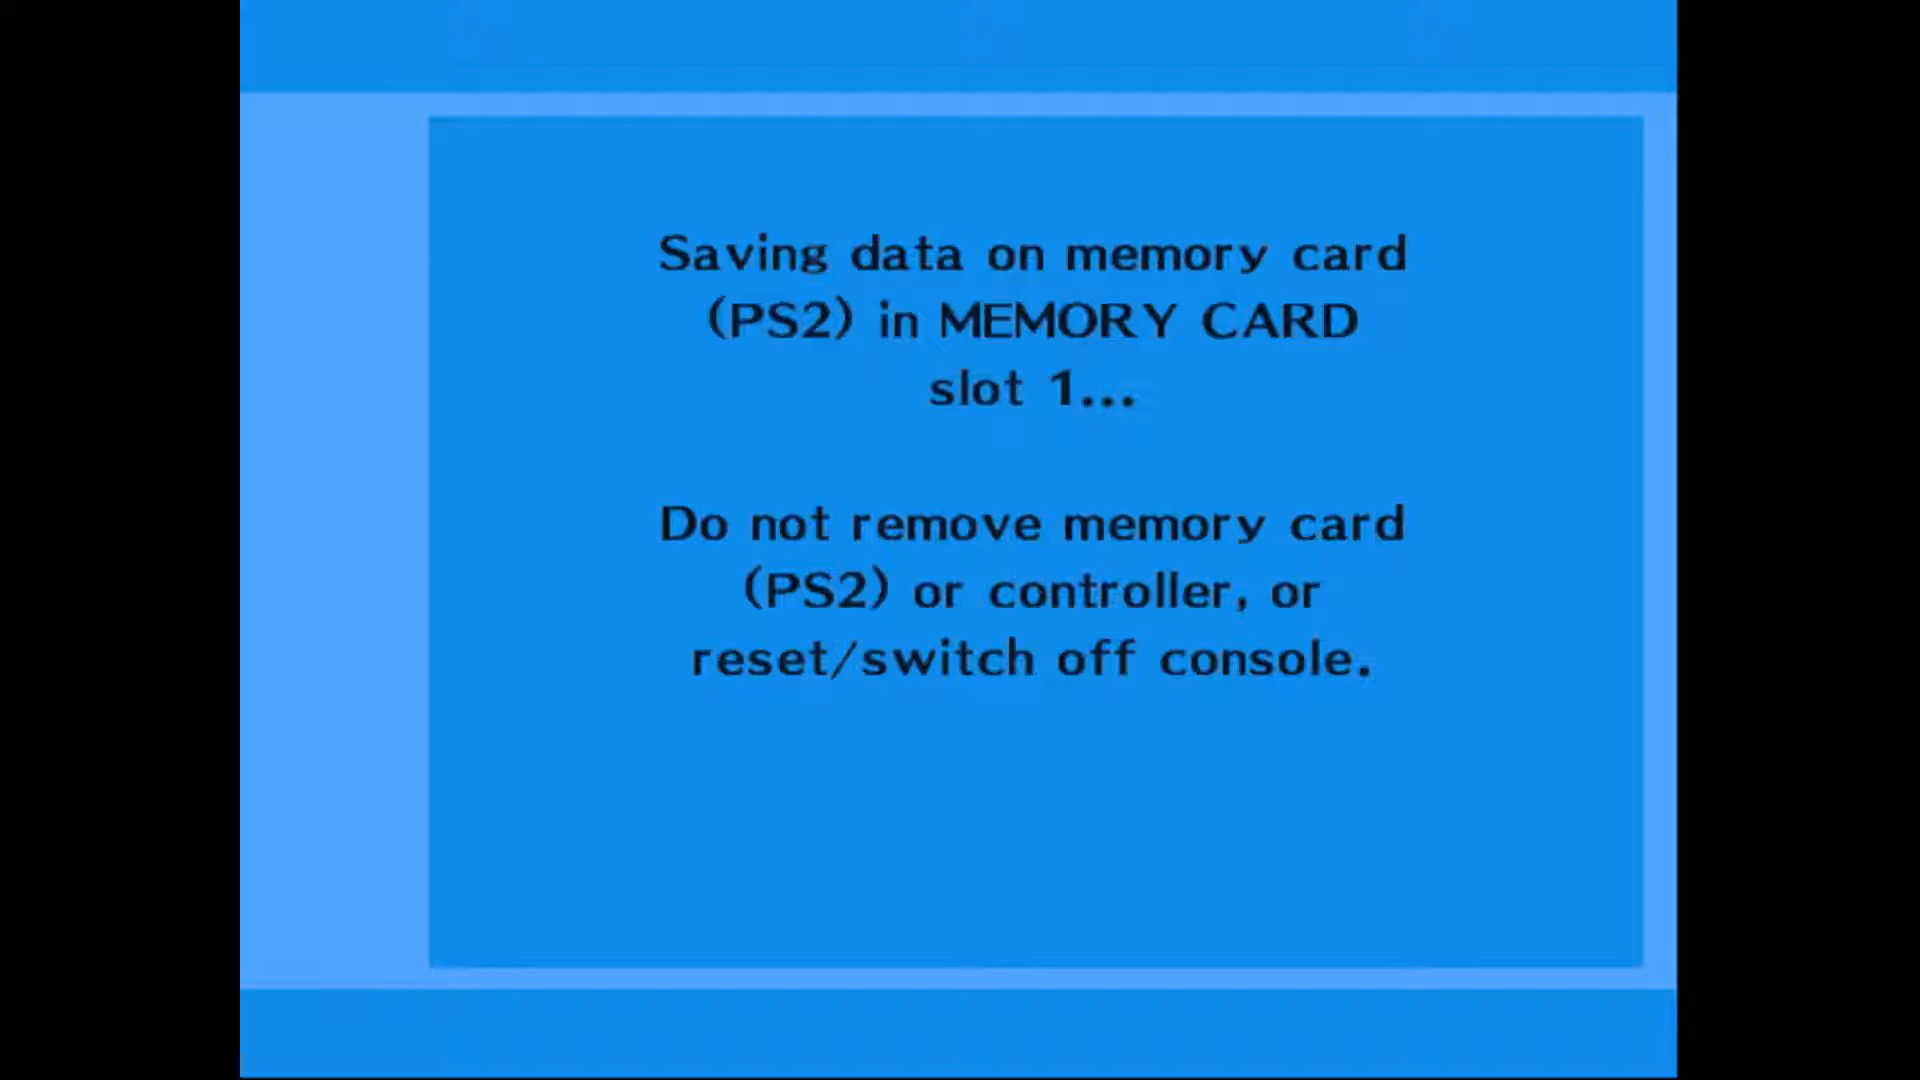 Saving data on memory card
(PS2) in MEMORY CARD
slot 1...
Do not remove memory card
(PS2) or controller, or
reset/switch off console.